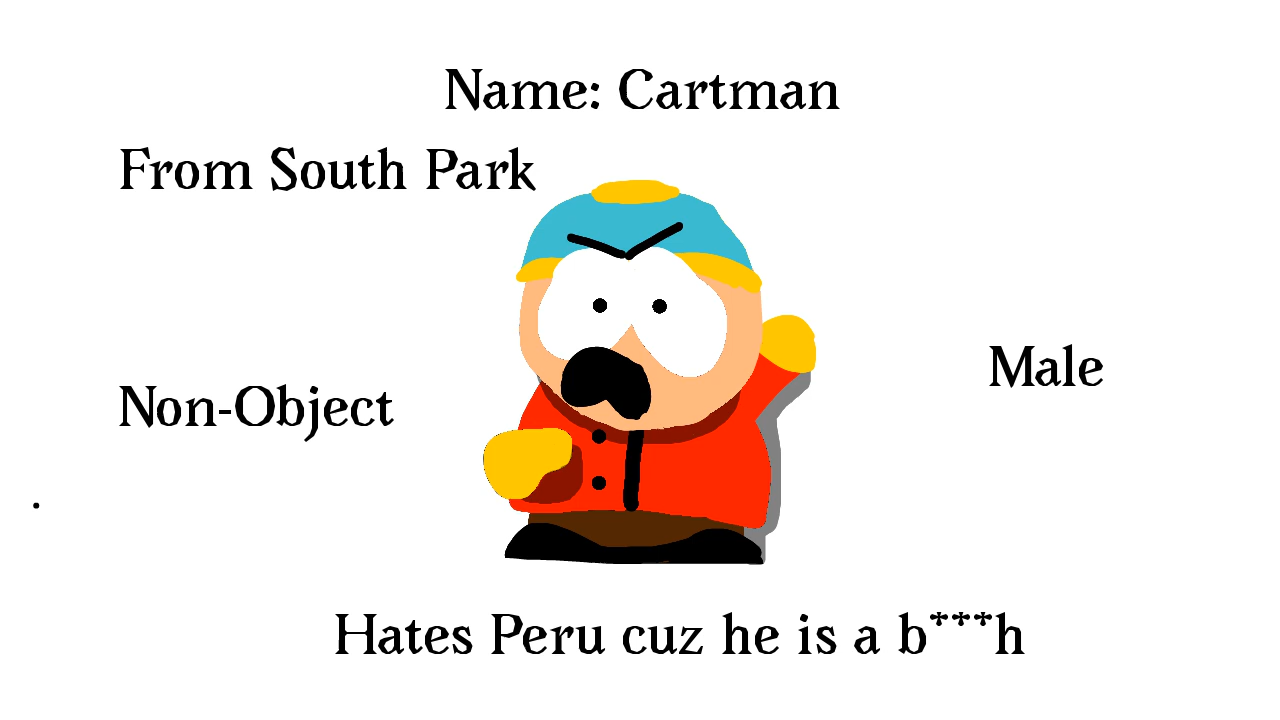 Name: Cartman
From South Park
Male
Non-Object
Hates Peru cuz he is a b***h